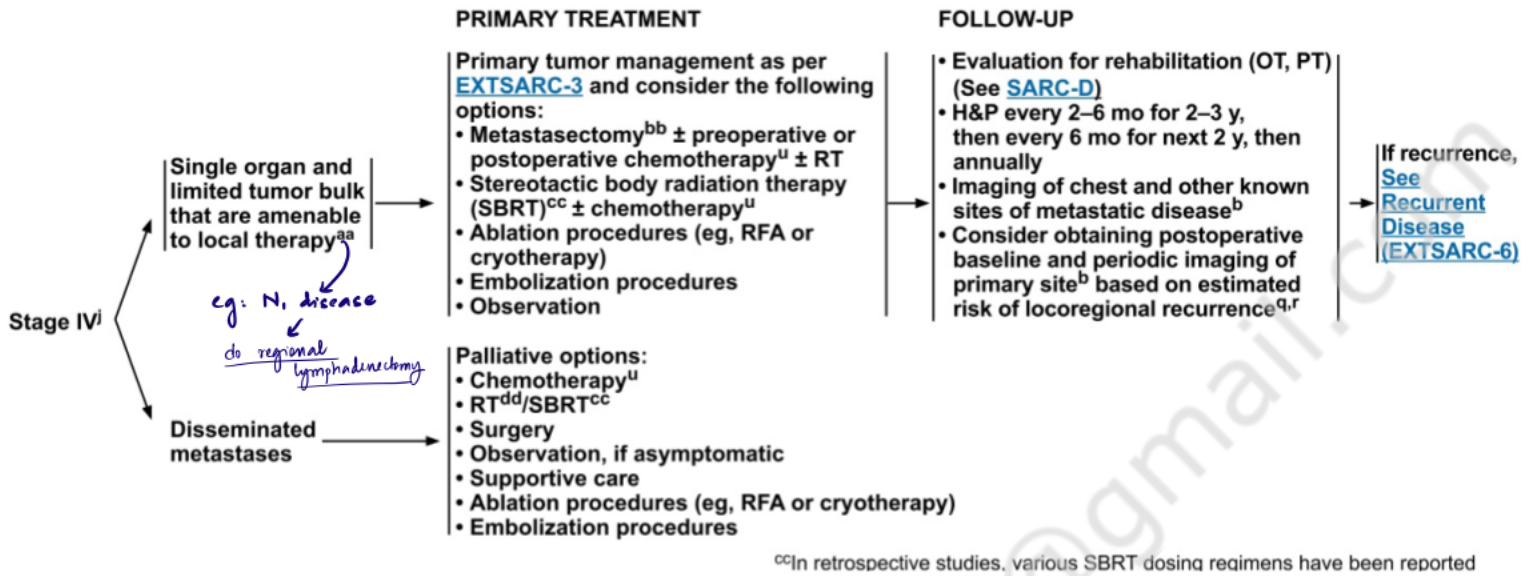 PRIMARY TREATMENT
FOLLOW-UP
Stage IVj
Single organ and
limited tumor bulk
that are amenable
to local therapyaa
eg: N1 disease
do regional
lymphadenectomy
Primary tumor management as per
EXTSARC-3 and consider the following
options:
• Metastasectomybb ± preoperative or
postoperative chemotherapyu ± RT
• Stereotactic body radiation therapy
(SBRT)cc ± chemotherapyu
• Ablation procedures (eg, RFA or
cryotherapy)
• Embolization procedures
• Observation
• Evaluation for rehabilitation (OT, PT)
(See SARC-D)
• H&P every 2–6 mo for 2–3 y,
then every 6 mo for next 2 y, then
annually
• Imaging of chest and other known
sites of metastatic diseaseb
• Consider obtaining postoperative
baseline and periodic imaging of
primary siteb based on estimated
risk of locoregional recurrenceq,r
If recurrence,
See
Recurrent
Disease
(EXTSARC-6)
Disseminated
metastases
Palliative options:
• Chemotherapyu
• RTdd/SBRTcc
• Surgery
• Observation, if asymptomatic
• Supportive care
• Ablation procedures (eg, RFA or cryotherapy)
• Embolization procedures
ccIn retrospective studies, various SBRT dosing regimens have been reported
@gmail.com